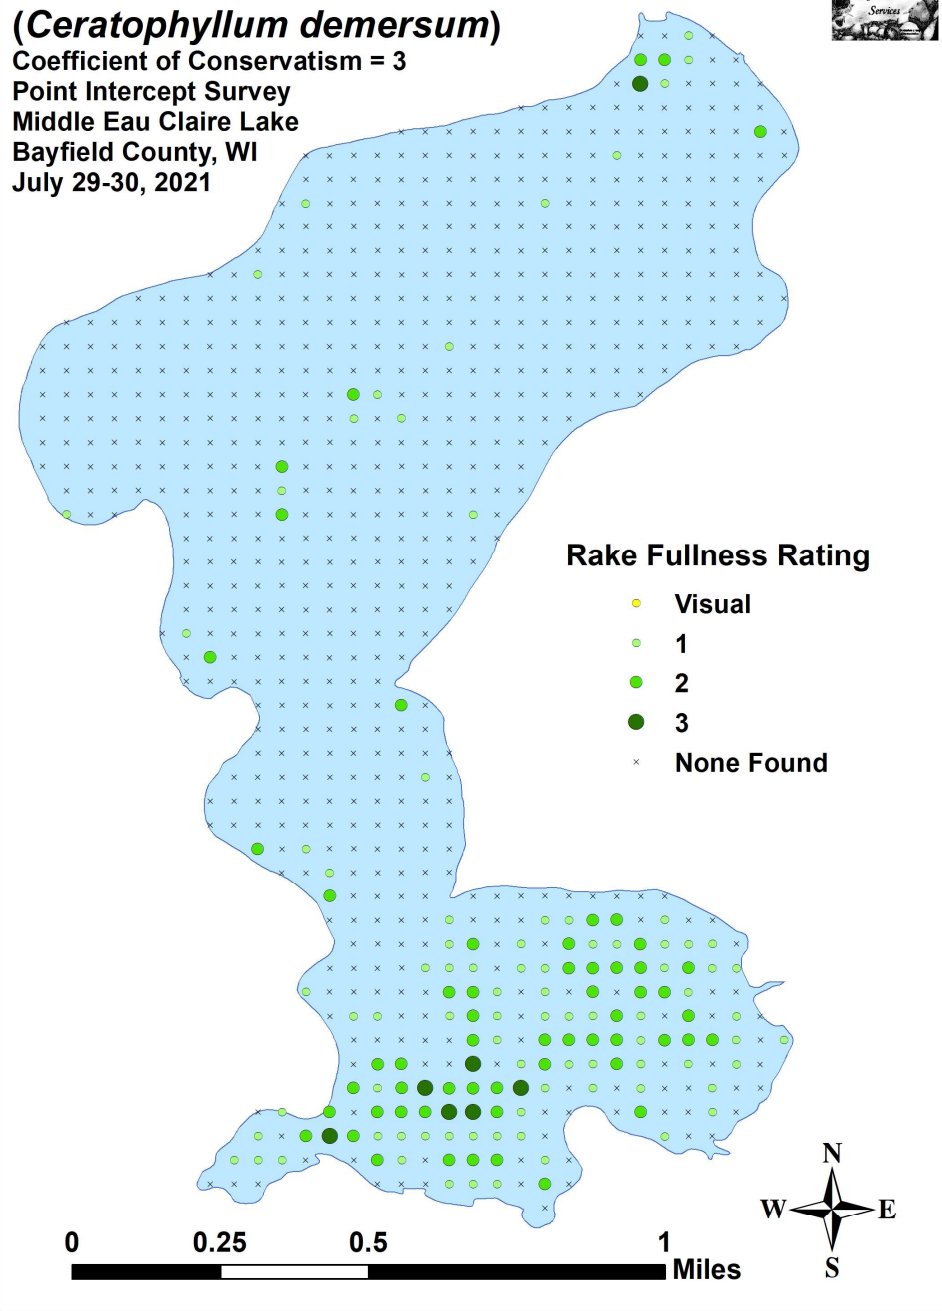 (Ceratophyllum demersum)
Coefficient of Conservatism = 3
Point Intercept Survey
Middle Eau Claire Lake
Bayfield County, WI
July 29-30, 2021
Services
Rake Fullness Rating
Visual
1
2
3
None Found
N
W E
S
0 0.25 0.5 1
Miles